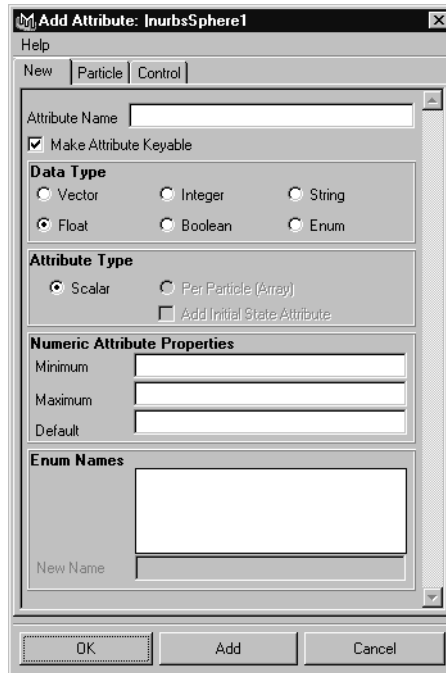 Add Attribute: |nurbsSphere1
Help
New Particle Control
Attribute Name
Make Attribute Keyable
Data Type
Vector Integer String
Float Boolean Enum
Attribute Type
Scalar Per Particle (Array)
Add Initial State Attribute
Numeric Attribute Properties
Minimum
Maximum
Default
Enum Names
New Name
OK Add Cancel